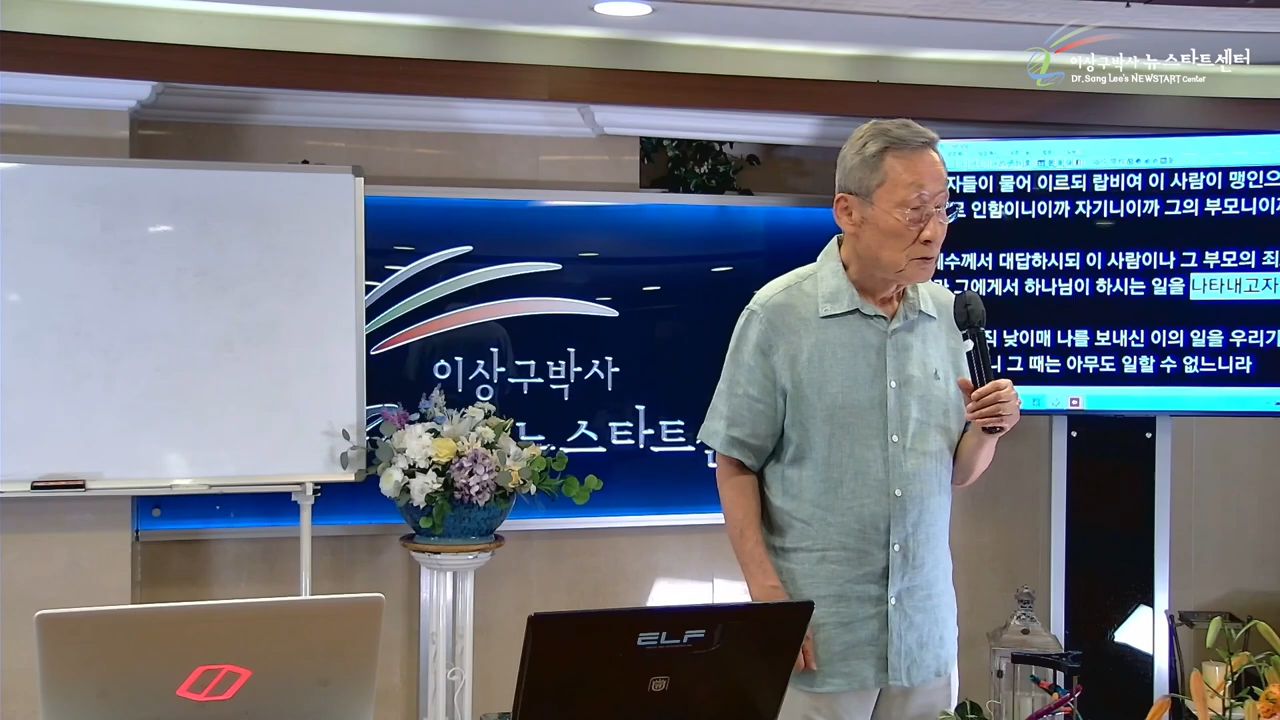 이상구박사 뉴스타트센터
Dr. Sang Lee's NEWSTART Center
자들이 물어 이르되 랍비여 이 사람이 맹인으
로 인함이니이까 자기니이까 그의 부모니이까
예수께서 대답하시되 이 사람이나 그 부모의 죄
그에게서 하나님이 하시는 일을 나타내고자
직 낮이매 나를 보내신 이의 일을 우리가
니 그 때는 아무도 일할 수 없느니라
이상구박사
뉴스타트
ELF